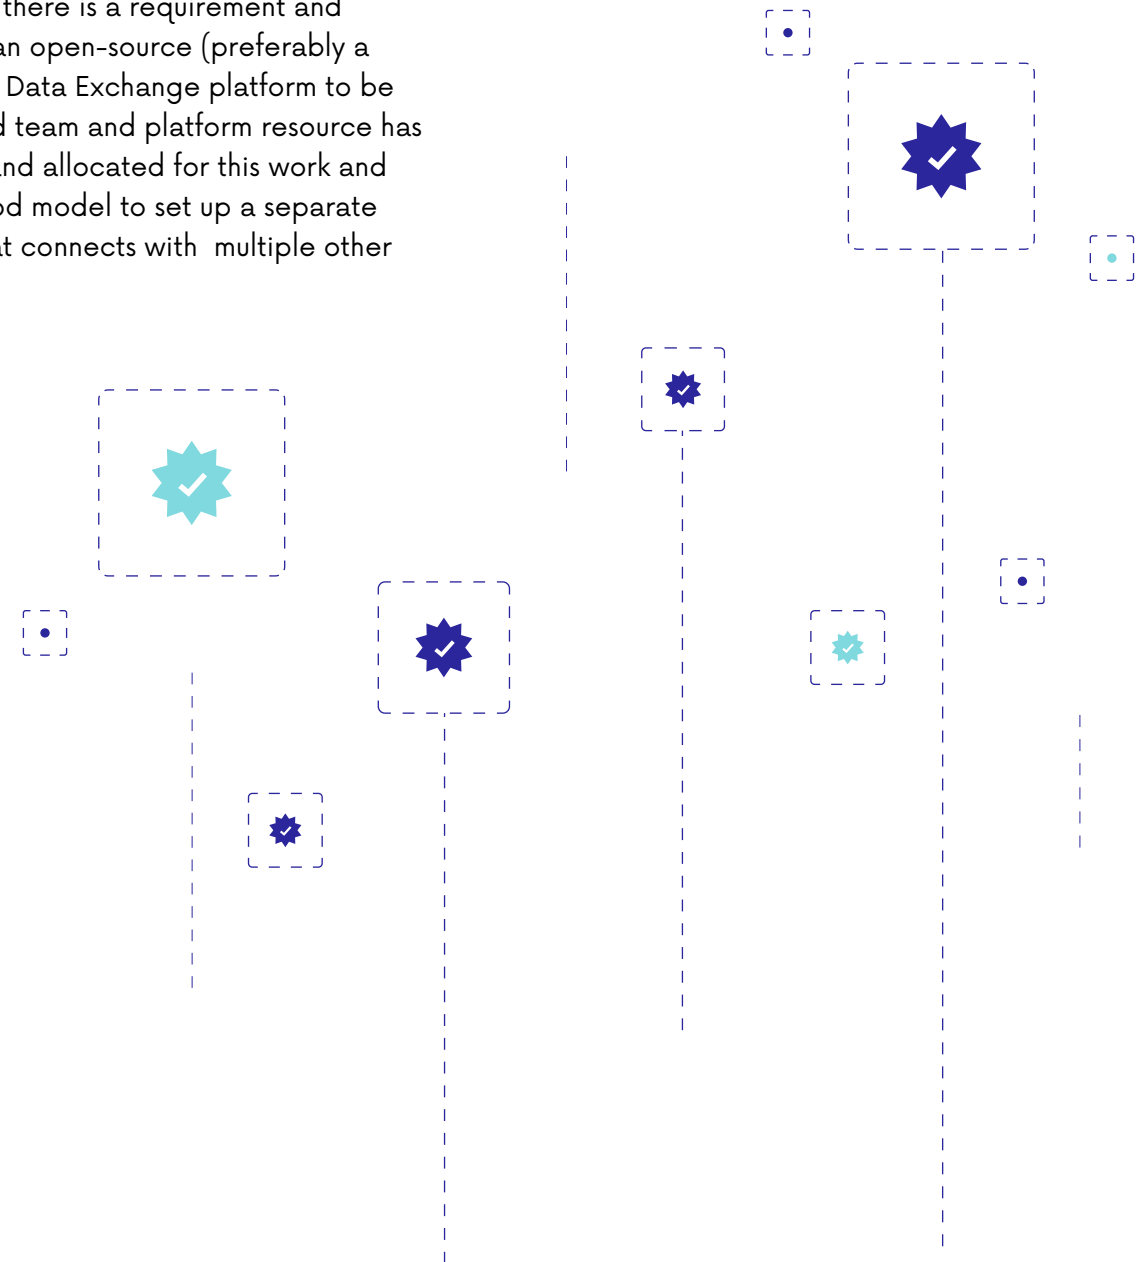 there is a requirement and
an open-source (preferably a
Data Exchange platform to be
team and platform resource has
and allocated for this work and
model to set up a separate
connects with  multiple other